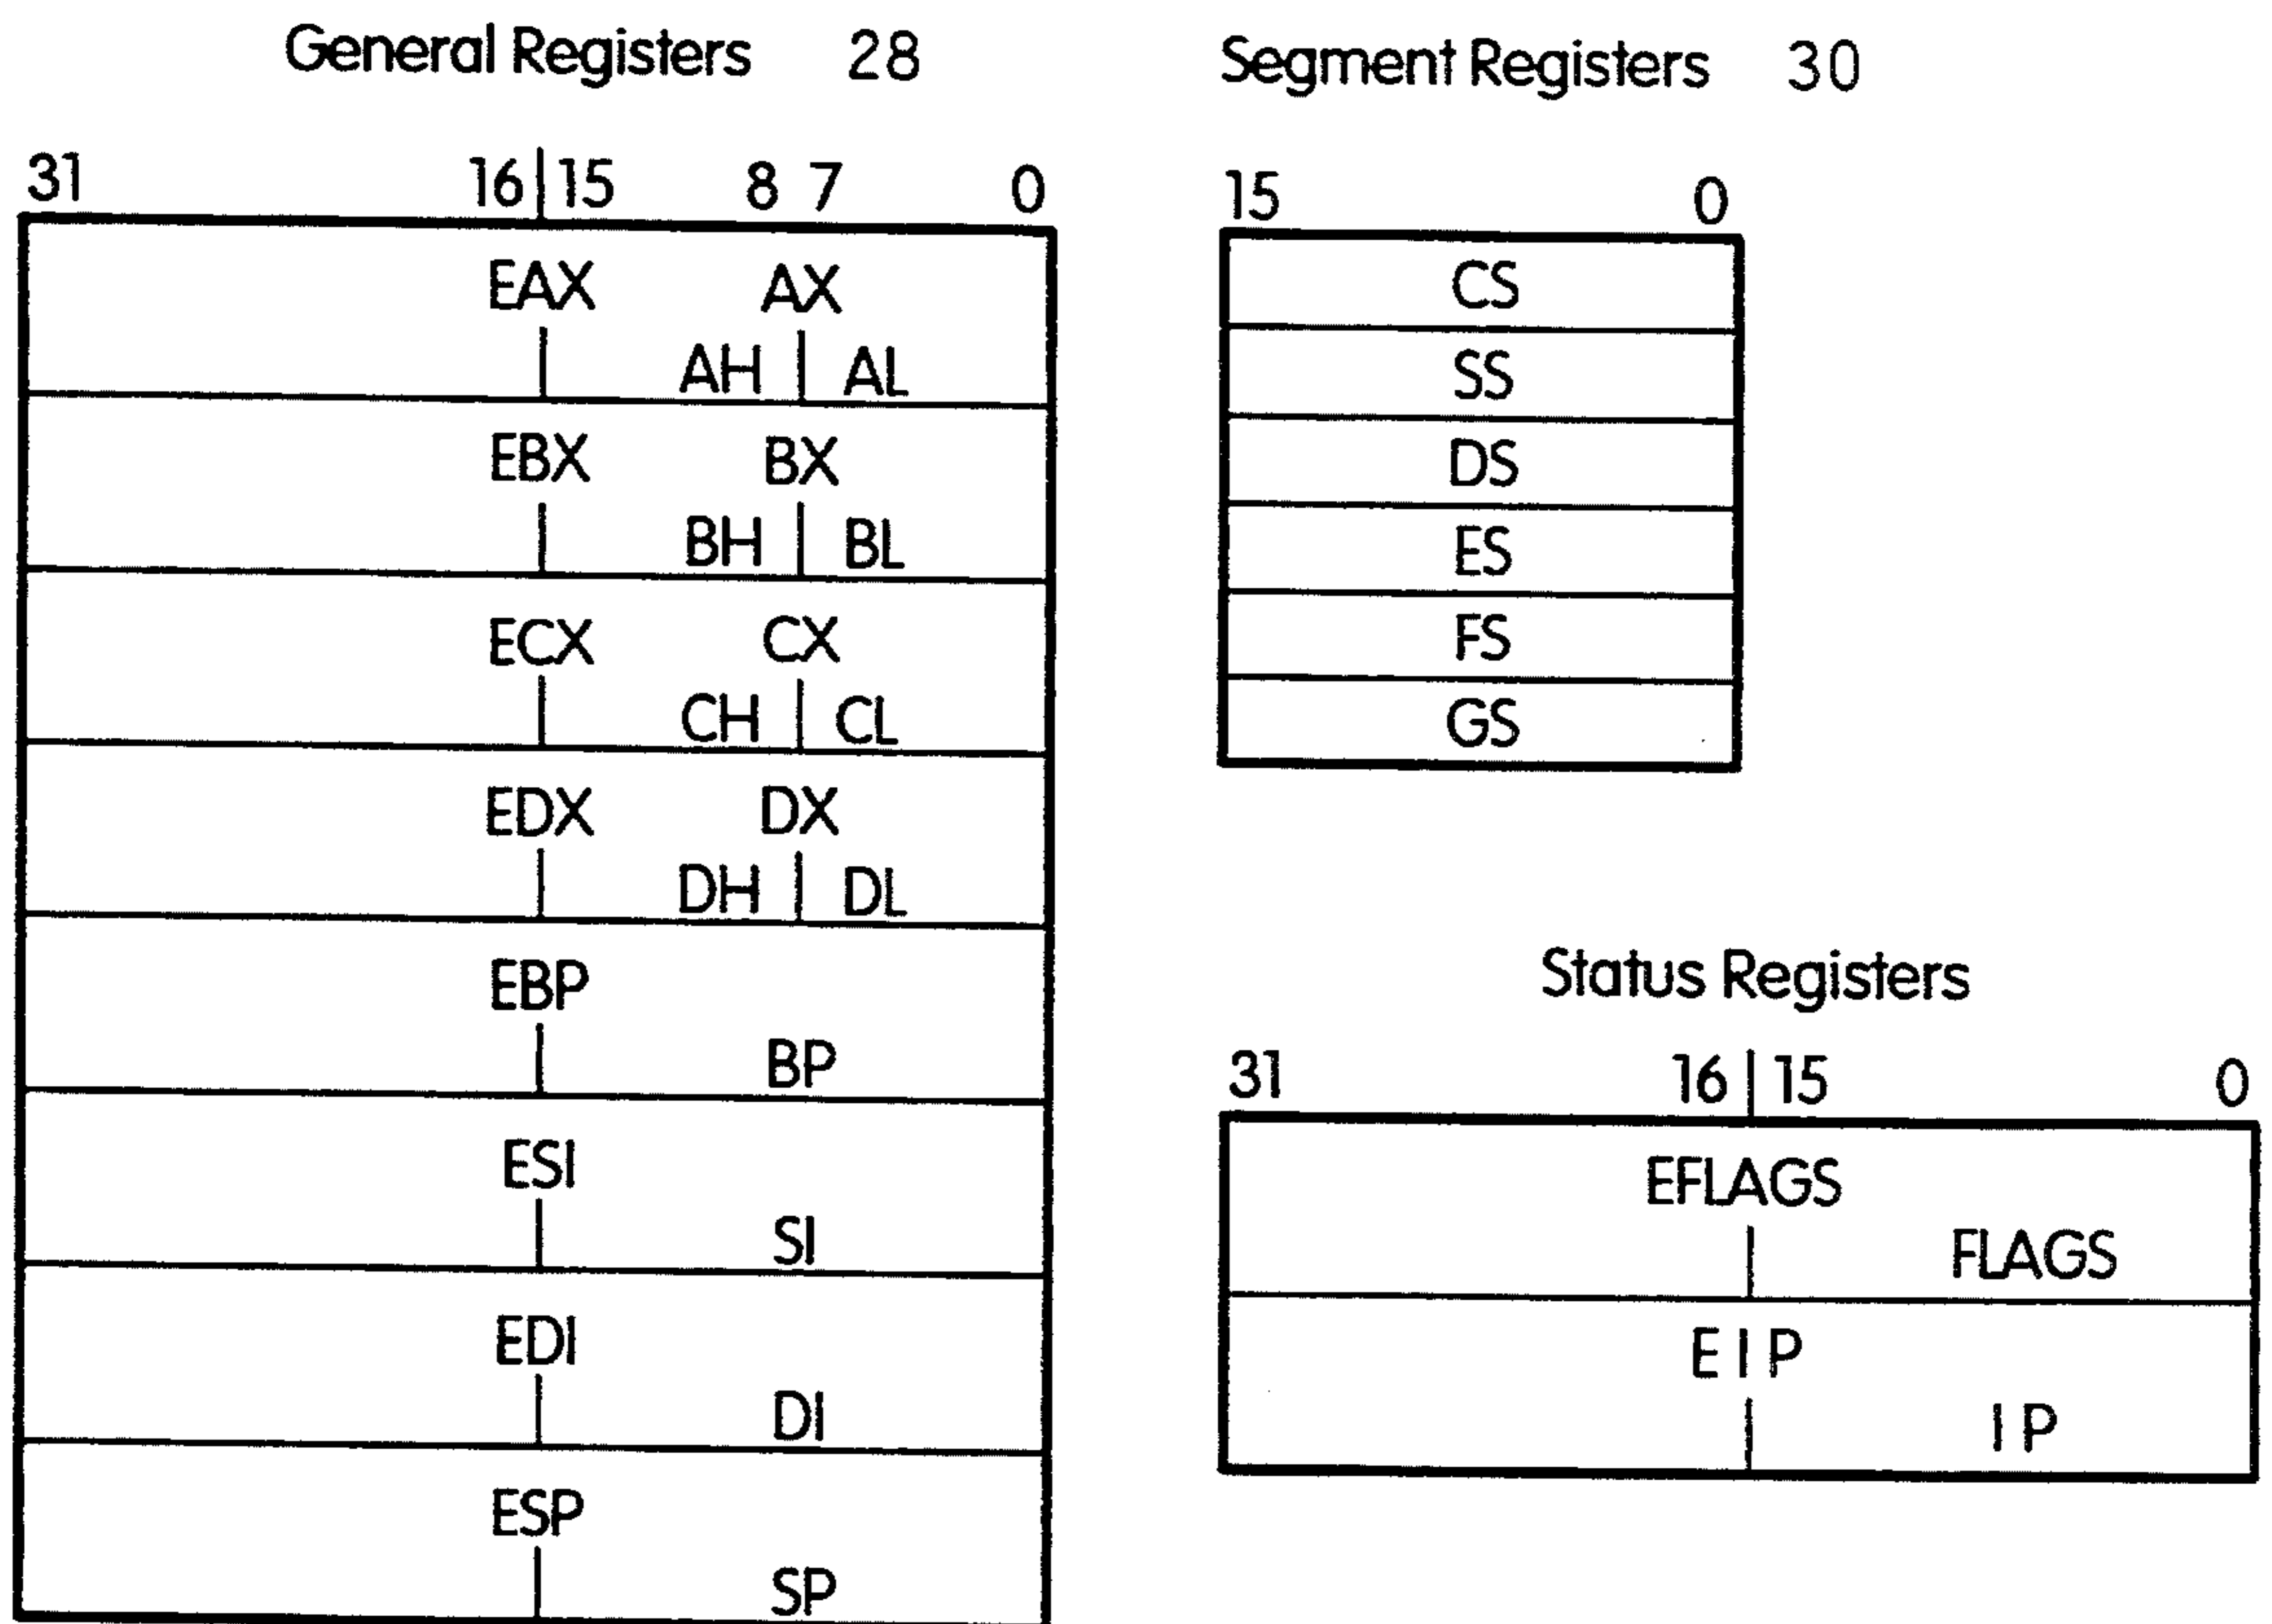 General Registers 28
31 16 15 8 7 0
EAX AX
AH AL
EBX BX
BH BL
ECX CX
CH CL
EDX DX
DH DL
EBP
BP
ESI
SI
EDI
DI
ESP
SP
Segment Registers 30
15 0
CS
SS
DS
ES
FS
GS
Status Registers
31 16 15 0
EFLAGS
FLAGS
EIP
IP